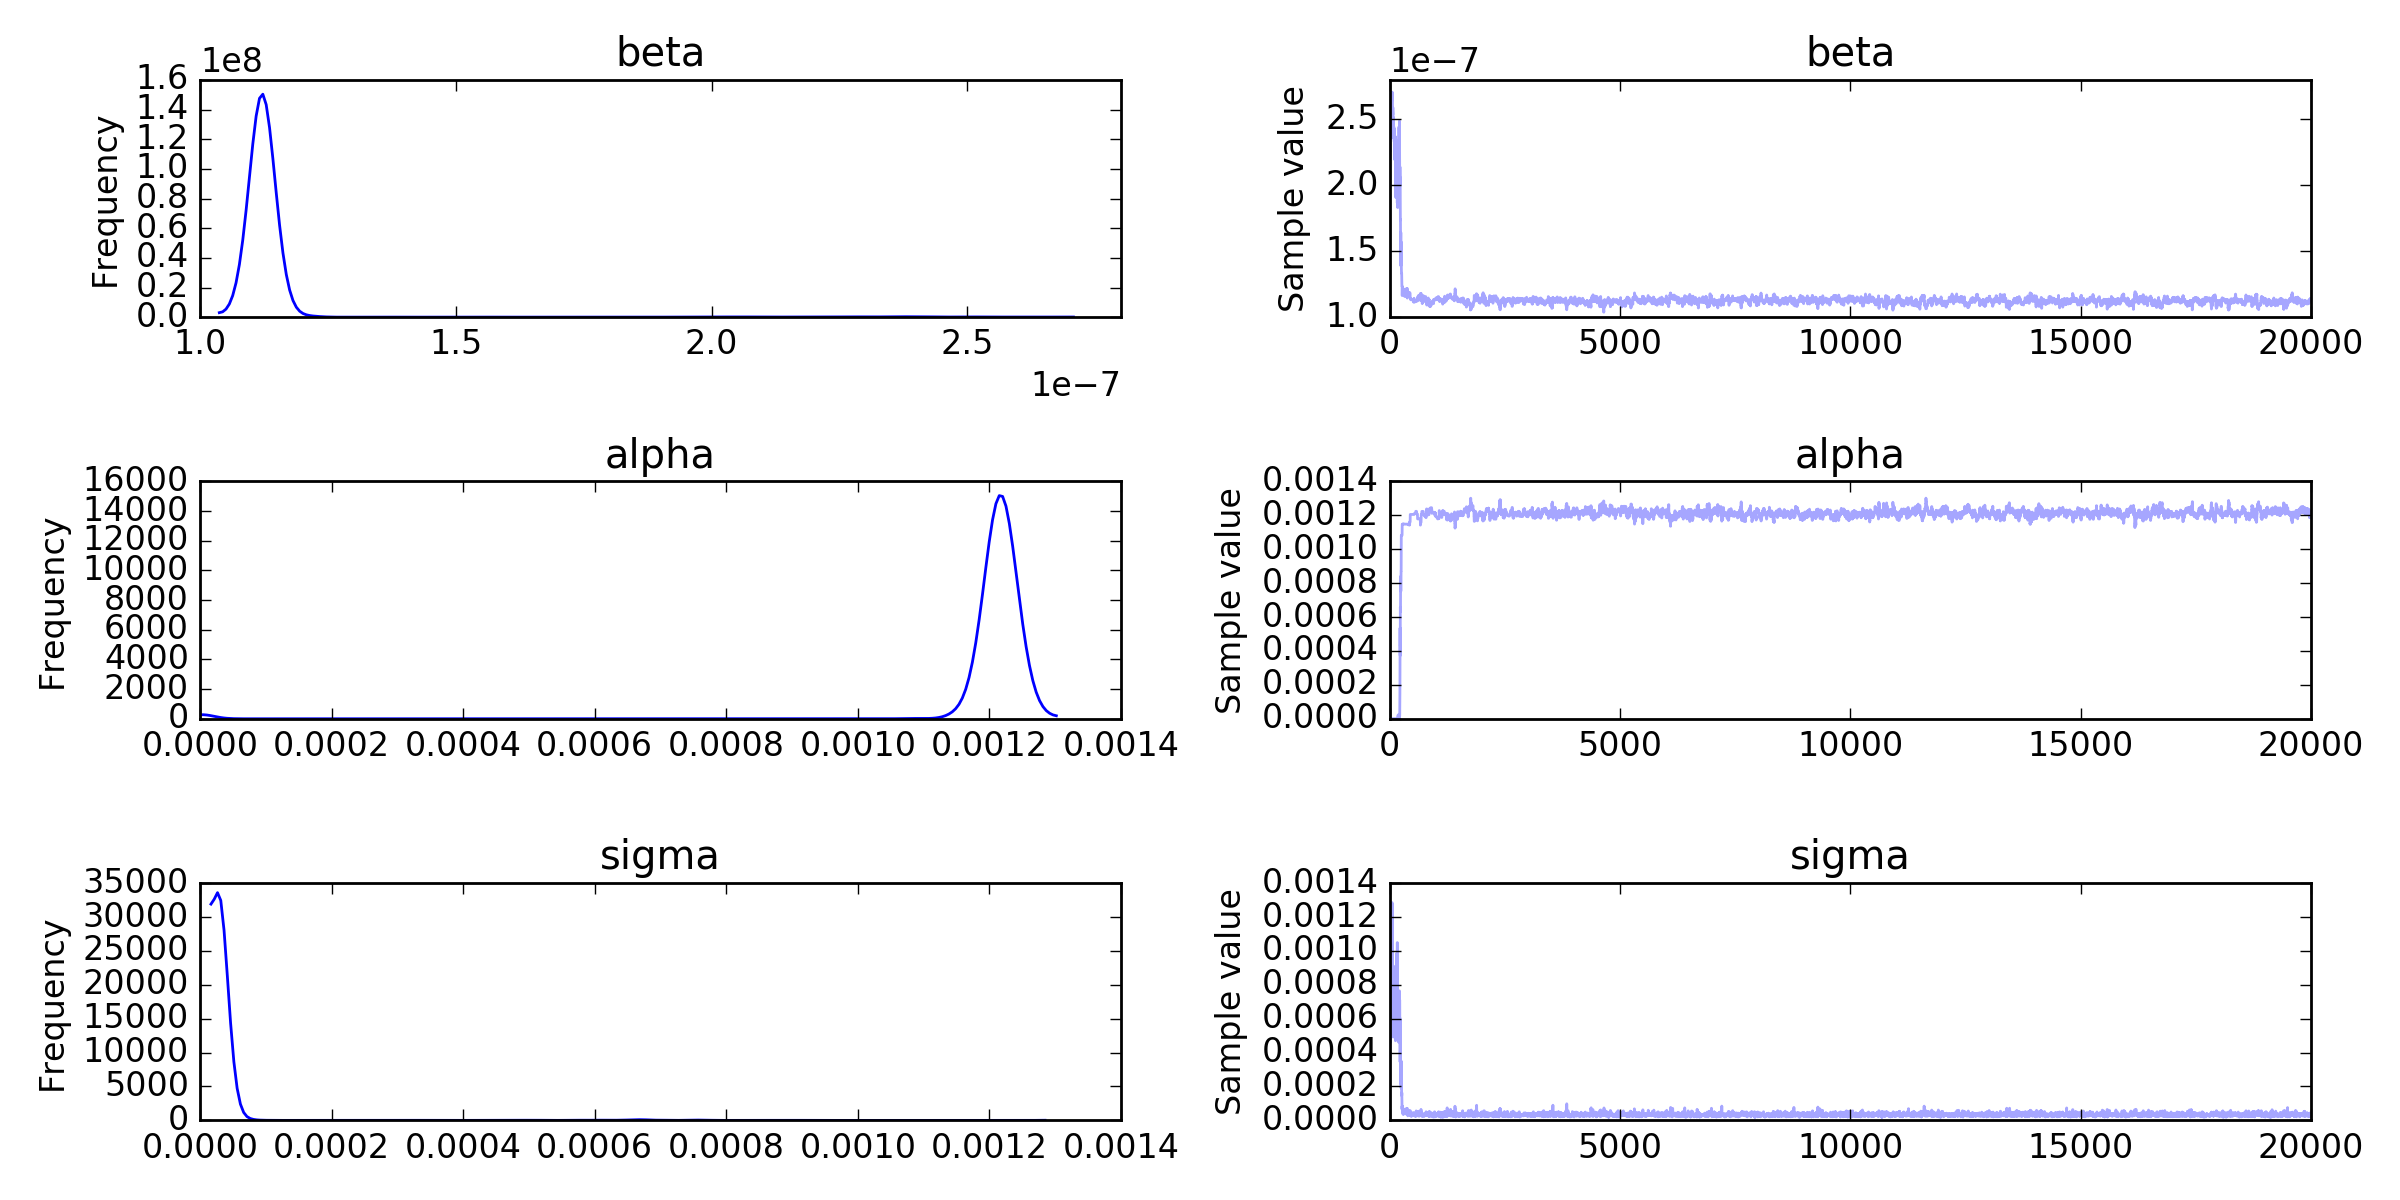 beta
1e8
Frequency
1.6
1.4
1.2
1.0
0.8
0.6
0.4
0.2
0.0
1.0 1.5 2.0 2.5
1e−7
beta
1e−7
Sample value
2.5
2.0
1.5
1.0
0 5000 10000 15000 20000
alpha
Frequency
16000
14000
12000
10000
8000
6000
4000
2000
0
0.0000 0.0002 0.0004 0.0006 0.0008 0.0010 0.0012 0.0014
alpha
Sample value
0.0014
0.0012
0.0010
0.0008
0.0006
0.0004
0.0002
0.0000
0 5000 10000 15000 20000
sigma
Frequency
35000
30000
25000
20000
15000
10000
5000
0
0.0000 0.0002 0.0004 0.0006 0.0008 0.0010 0.0012 0.0014
sigma
Sample value
0.0014
0.0012
0.0010
0.0008
0.0006
0.0004
0.0002
0.0000
0 5000 10000 15000 20000